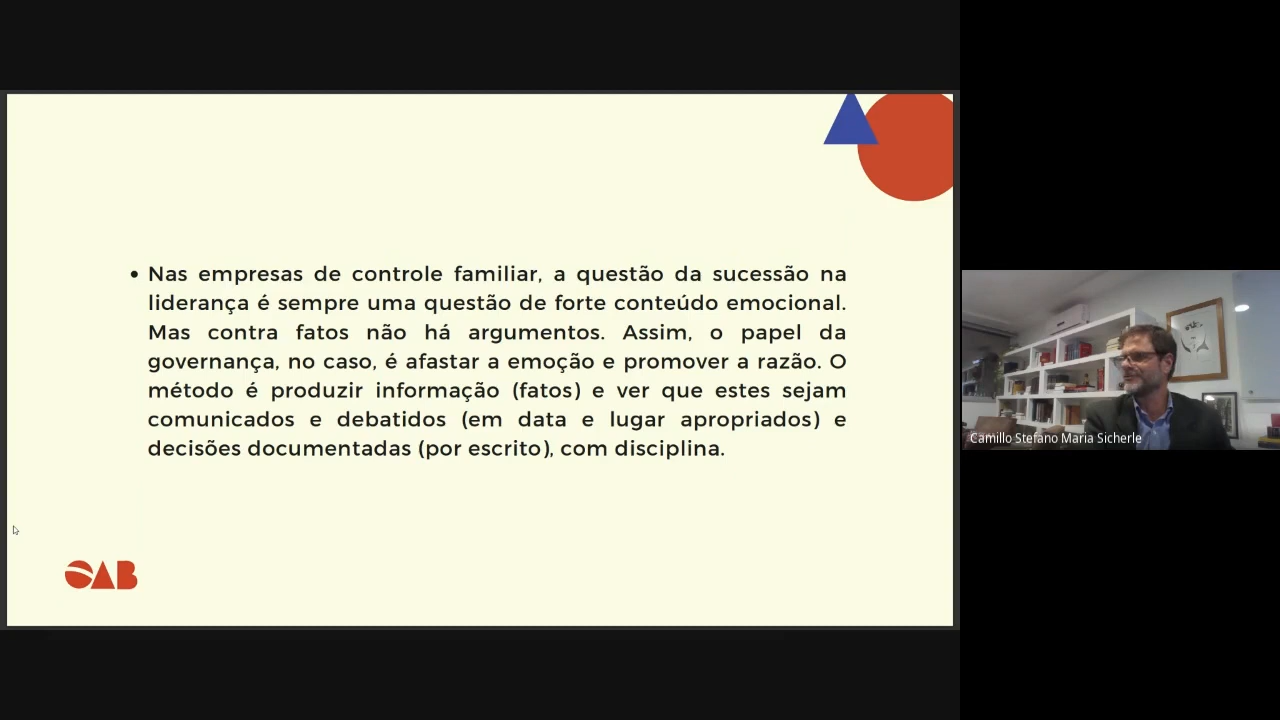 Nas empresas de controle familiar, a questão da sucessão na
liderança é sempre uma questão de forte conteúdo emocional.
Mas contra fatos não há argumentos. Assim, o papel da
governança, no caso, é afastar a emoção e promover a razão. O
método é produzir informação (fatos) e ver que estes sejam
comunicados e debatidos (em data e lugar apropriados) e
decisões documentadas (por escrito), com disciplina.
OAB
Camillo Stefano Maria Sicherle